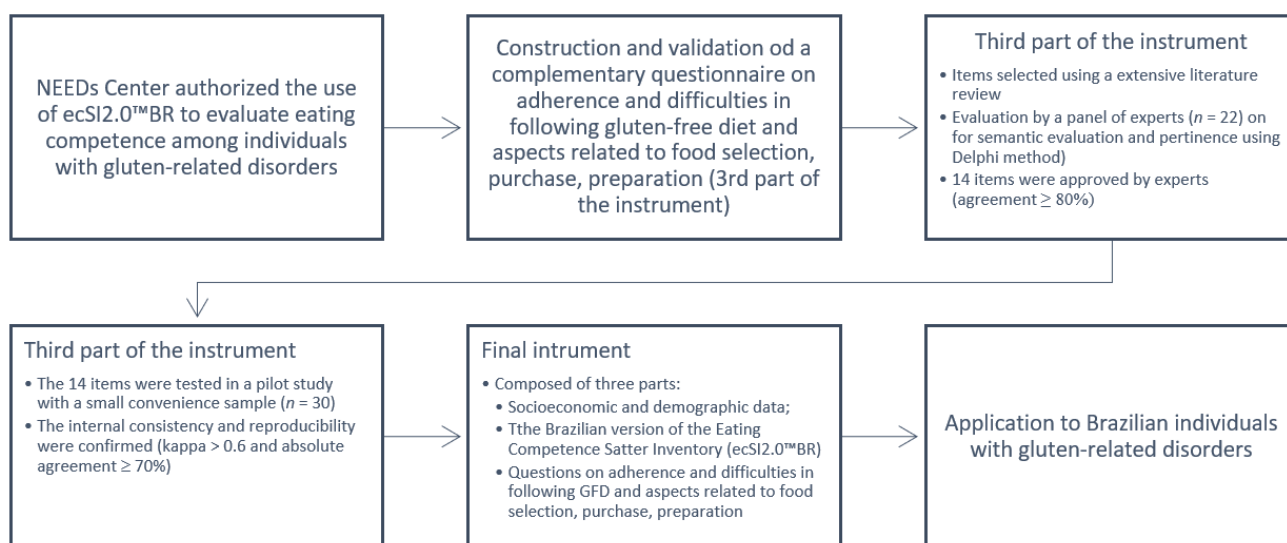 NEEDs Center authorized the use
of ecSI2.0™BR to evaluate eating
competence among individuals
with gluten-related disorders
Construction and validation od a
complementary questionnaire on
adherence and difficulties in
following gluten-free diet and
aspects related to food selection,
purchase, preparation (3rd part of
the instrument)
Third part of the instrument
• Items selected using a extensive literature
review
• Evaluation by a panel of experts (n = 22) on
for semantic evaluation and pertinence using
Delphi method)
• 14 items were approved by experts
(agreement ≥ 80%)
Third part of the instrument
• The 14 items were tested in a pilot study
with a small convenience sample (n = 30)
• The internal consistency and reproducibility
were confirmed (kappa > 0.6 and absolute
agreement ≥ 70%)
Final intrument
• Composed of three parts:
• Socioeconomic and demographic data;
• Tthe Brazilian version of the Eating
Competence Satter Inventory (ecSI2.0™BR)
• Questions on adherence and difficulties in
following GFD and aspects related to food
selection, purchase, preparation
Application to Brazilian individuals
with gluten-related disorders